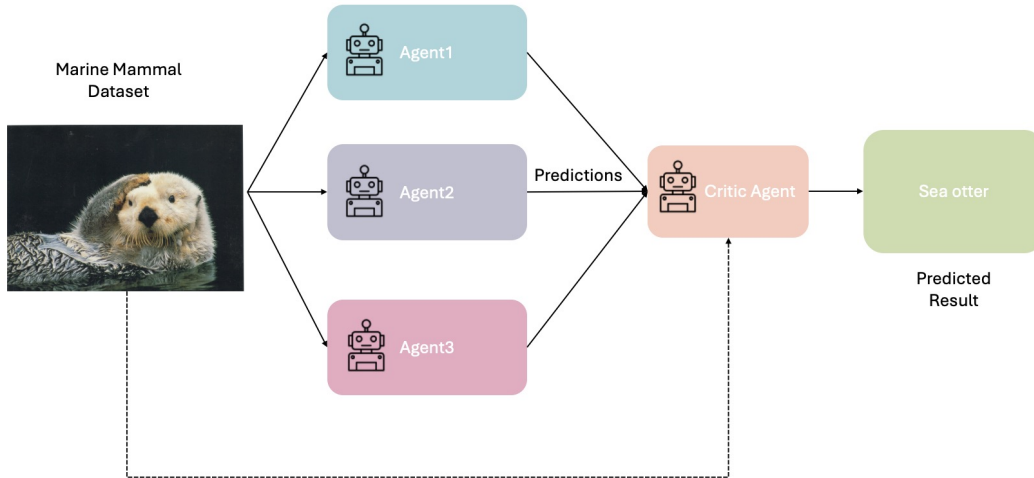 Marine Mammal
Dataset
Agent1
Agent2
Agent3
Predictions
Critic Agent
Sea otter
Predicted
Result